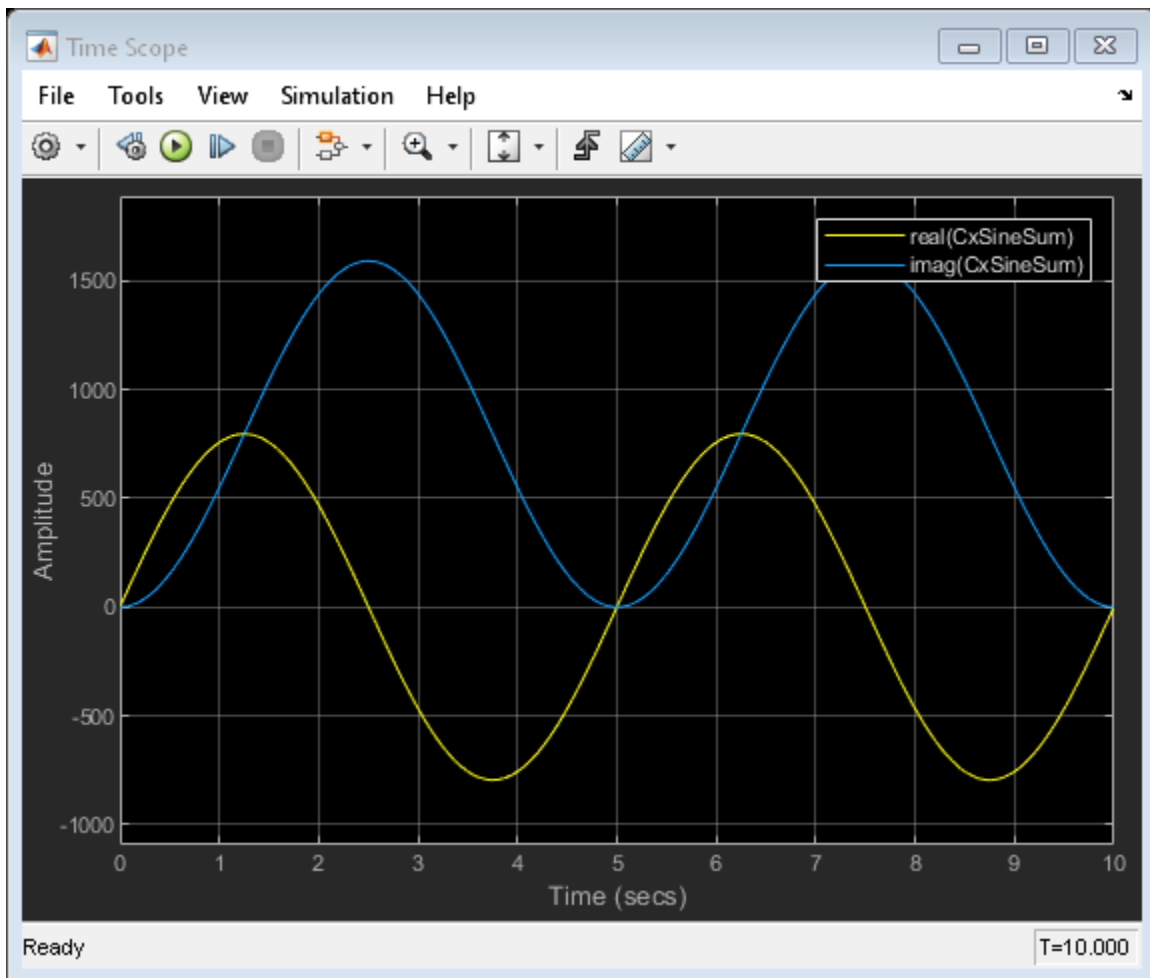 Time Scope
File Tools View Simulation Help
real(CxSineSum)
imag(CxSineSum)
1500
1000
500
0
-500
-1000
Amplitude
0 1 2 3 4 5 6 7 8 9 10
Time (secs)
Ready T=10.000